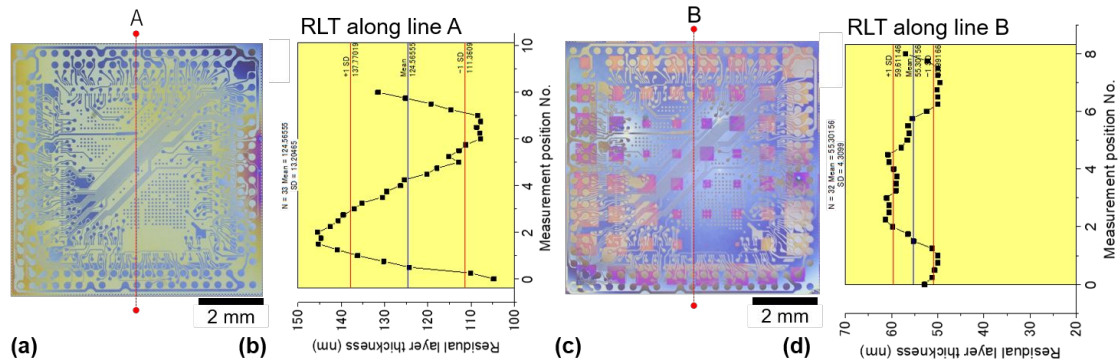 A
2 mm
(a)
RLT along line A
+1 SD
137.77019
Mean
124.56555
−1 SD
111.3609
N = 33 Mean = 124.56555
SD = 13.20465
10
8
6
4
2
0
Measurement position No.
150
140
130
120
110
100
Residual layer thickness (nm)
(b)
B
2 mm
(c)
RLT along line B
+1 SD
59.61146
Mean
55.30156
−1 SD
N = 32 Mean = 55.30156
SD = 4.3099
8
6
4
2
0
Measurement position No.
70
60
50
40
30
20
Residual layer thickness (nm)
(d)